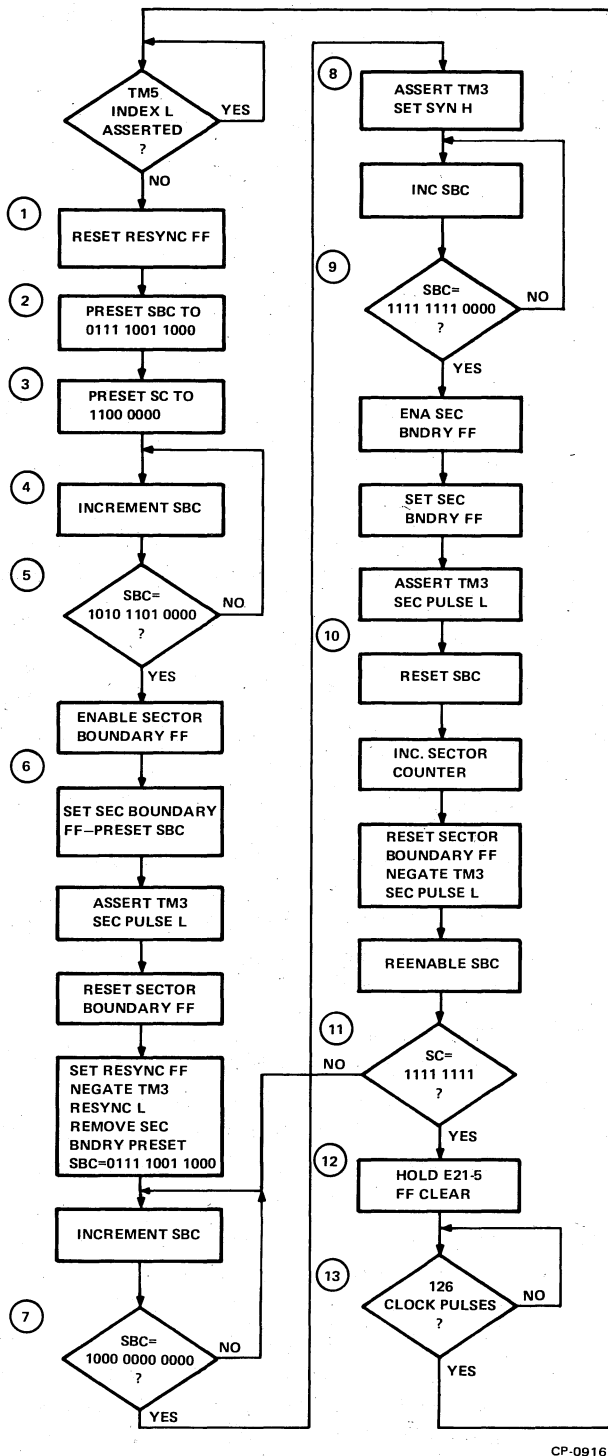 TM5
INDEX L
ASSERTED
?
YES
NO
1
RESET RESYNC FF
2
PRESET SBC TO
0111 1001 1000
3
PRESET SC TO
1100 0000
4
INCREMENT SBC
5
SBC=
1010 1101 0000
?
NO
YES
ENABLE SECTOR
BOUNDARY FF
6
SET SEC BOUNDARY
FF—PRESET SBC
ASSERT TM3
SEC PULSE L
RESET SECTOR
BOUNDARY FF
SET RESYNC FF
NEGATE TM3
RESYNC L
REMOVE SEC
BNDRY PRESET
SBC=0111 1001 1000
INCREMENT SBC
7
SBC=
1000 0000 0000
?
NO
YES
8
ASSERT TM3
SET SYN H
INC SBC
9
SBC=
1111 1111 0000
?
NO
YES
ENA SEC
BNDRY FF
SET SEC
BNDRY FF
ASSERT TM3
SEC PULSE L
10
RESET SBC
INC. SECTOR
COUNTER
RESET SECTOR
BOUNDARY FF
NEGATE TM3
SEC PULSE L
REENABLE SBC
11
SC=
1111 1111
?
NO
YES
12
HOLD E21-5
FF CLEAR
13
126
CLOCK PULSES
?
NO
YES
CP-0916